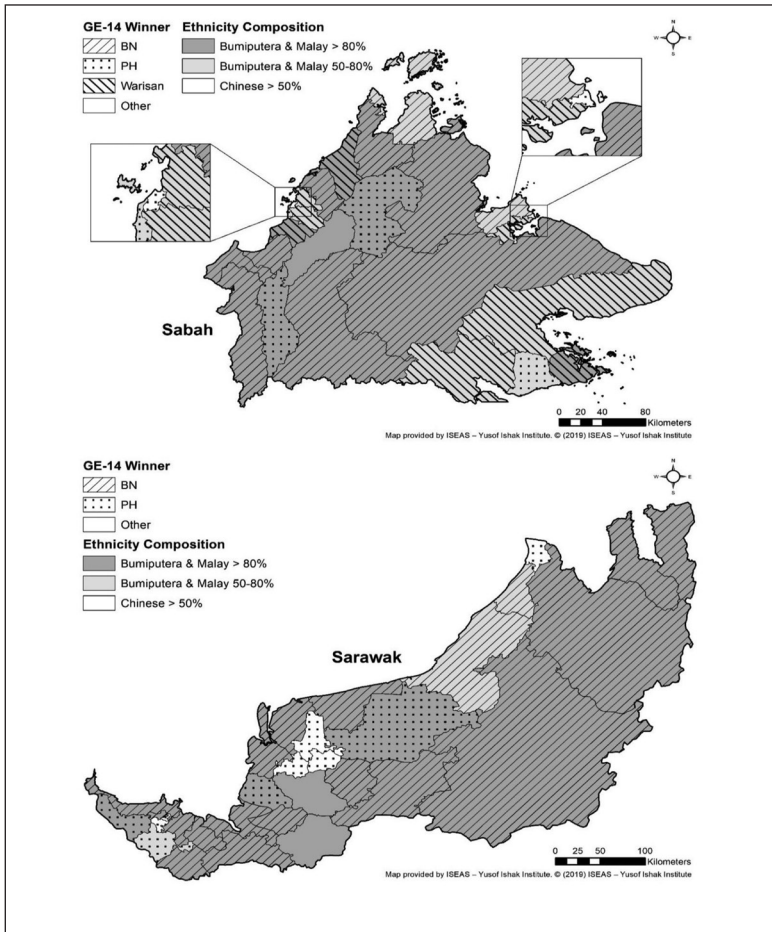 GE-14 Winner
BN
PH
Warisan
Other
Ethnicity Composition
Bumiputera & Malay > 80%
Bumiputera & Malay 50-80%
Chinese > 50%
N
W E
S
Sabah
0 20 40 80
Kilometers
Map provided by ISEAS – Yusof Ishak Institute. © (2019) ISEAS – Yusof Ishak Institute
GE-14 Winner
BN
PH
Other
Ethnicity Composition
Bumiputera & Malay > 80%
Bumiputera & Malay 50-80%
Chinese > 50%
N
W E
S
Sarawak
0 25 50 100
Kilometers
Map provided by ISEAS – Yusof Ishak Institute. © (2019) ISEAS – Yusof Ishak Institute